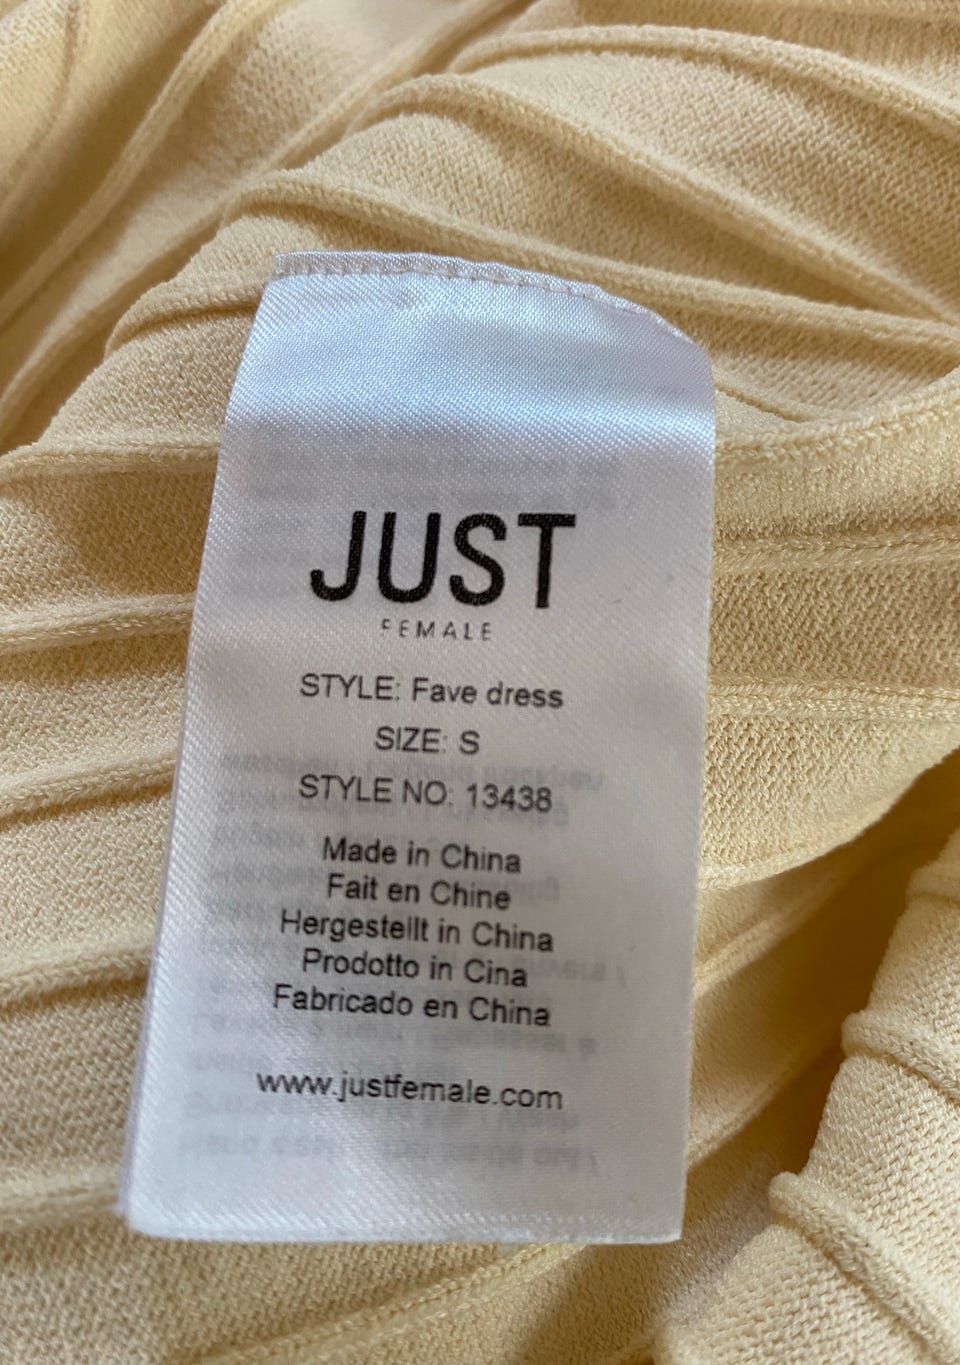 JUST
FEMALE
STYLE: Fave dress
SIZE: S
STYLE NO: 13438
Made in China
Fait en Chine
Hergestellt in China
Prodotto in Cina
Fabricado en China
www.justfemale.com